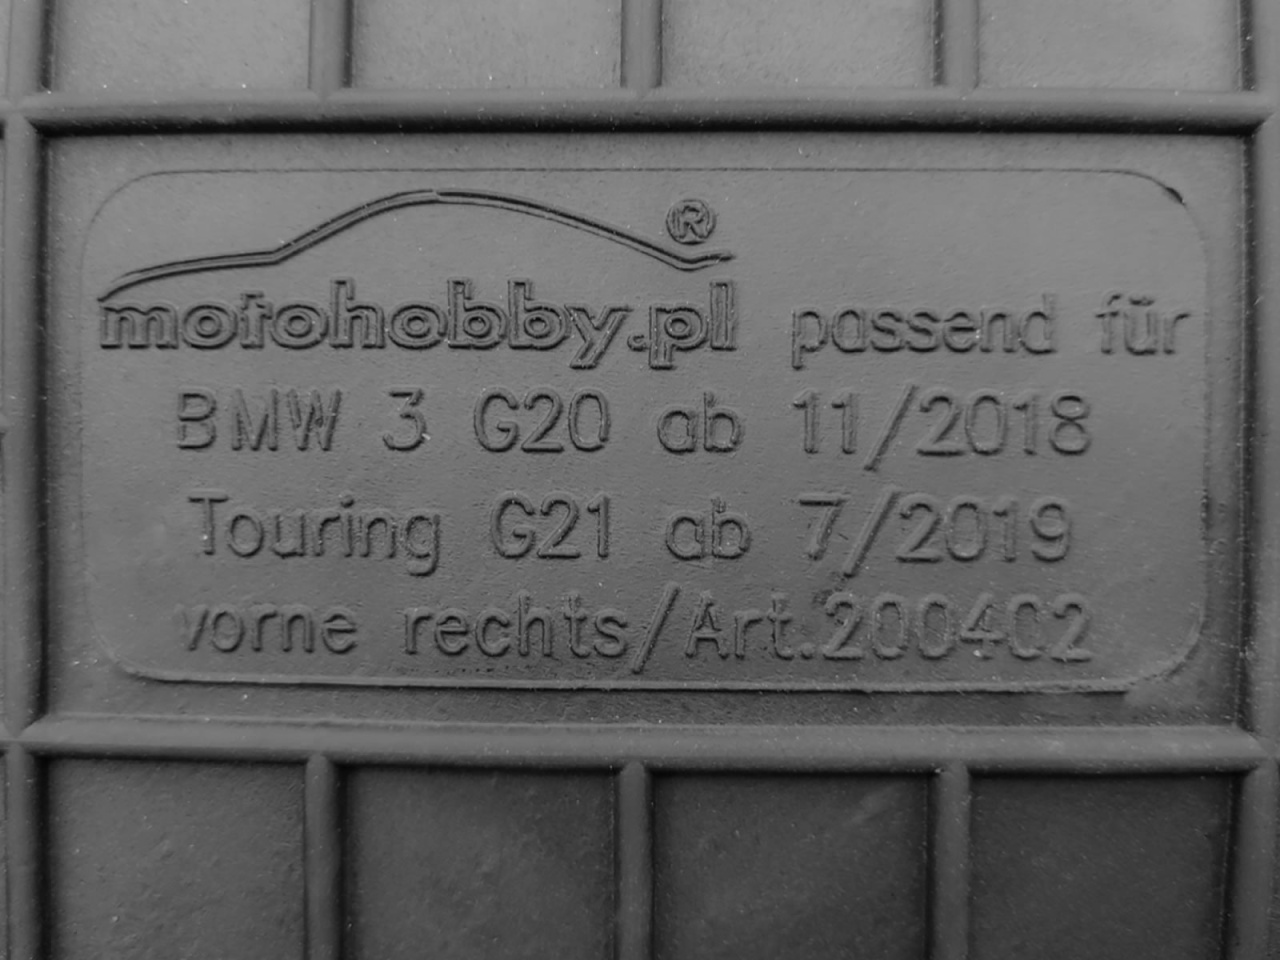 motohobby.pl® passend für
BMW 3 G20 ab 11/2018
Touring G21 ab 7/2019
vorne rechts/Art.200402